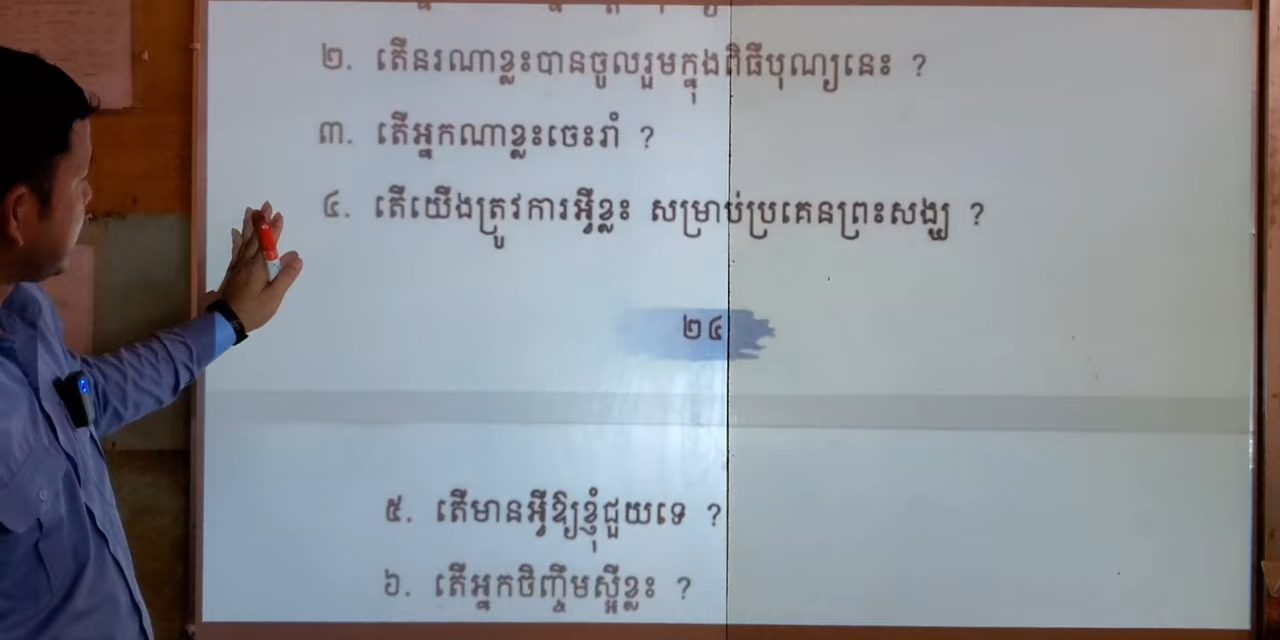 ២. តើនរណាខ្លះបានចូលរួមក្នុងពិធីបុណ្យនេះ ?
៣. តើអ្នកណាខ្លះចេះរាំ ?
៤. តើយើងត្រូវការអ្វីខ្លះ សម្រាប់ប្រគេនព្រះសង្ឃ ?
២៤
៥. តើមានអ្វីឱ្យខ្ញុំជួយទេ ?
៦. តើអ្នកចិញ្ចឹមស្អីខ្លះ ?